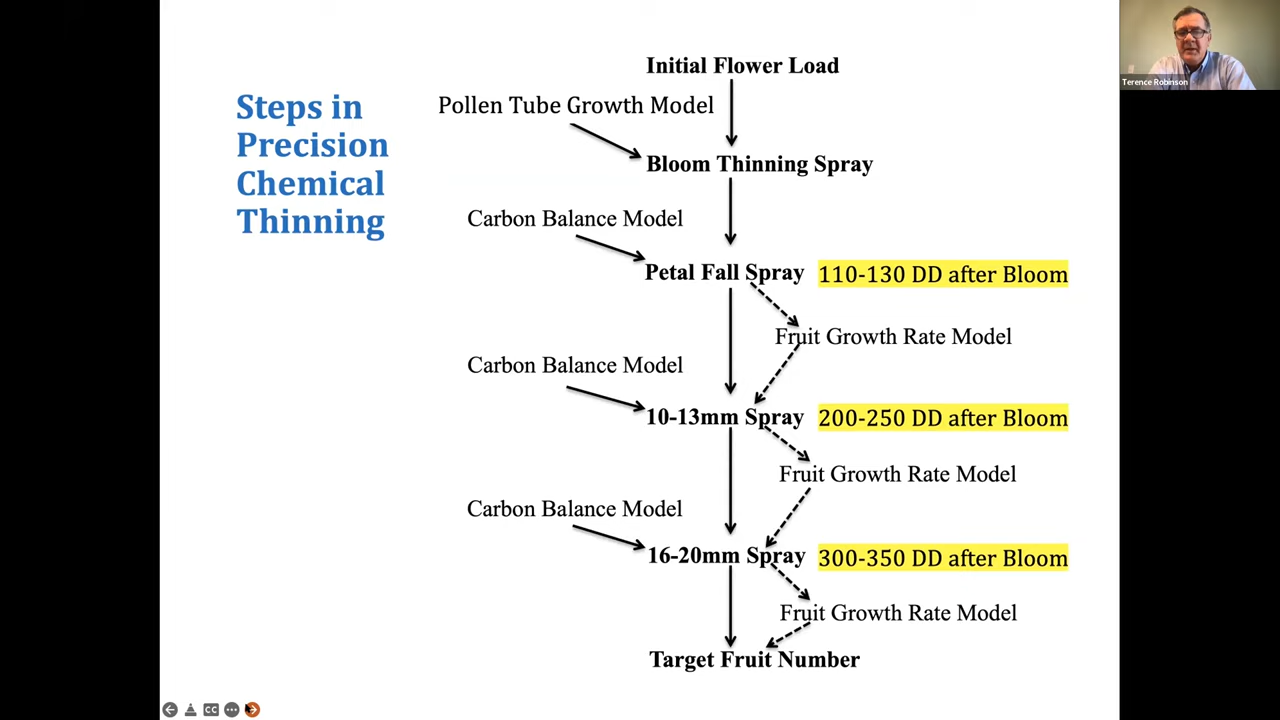 Steps in
Precision
Chemical
Thinning
Initial Flower Load
Pollen Tube Growth Model
Bloom Thinning Spray
Carbon Balance Model
Petal Fall Spray
110-130 DD after Bloom
Fruit Growth Rate Model
Carbon Balance Model
10-13mm Spray
200-250 DD after Bloom
Fruit Growth Rate Model
Carbon Balance Model
16-20mm Spray
300-350 DD after Bloom
Fruit Growth Rate Model
Target Fruit Number
Terence Robinson
CC